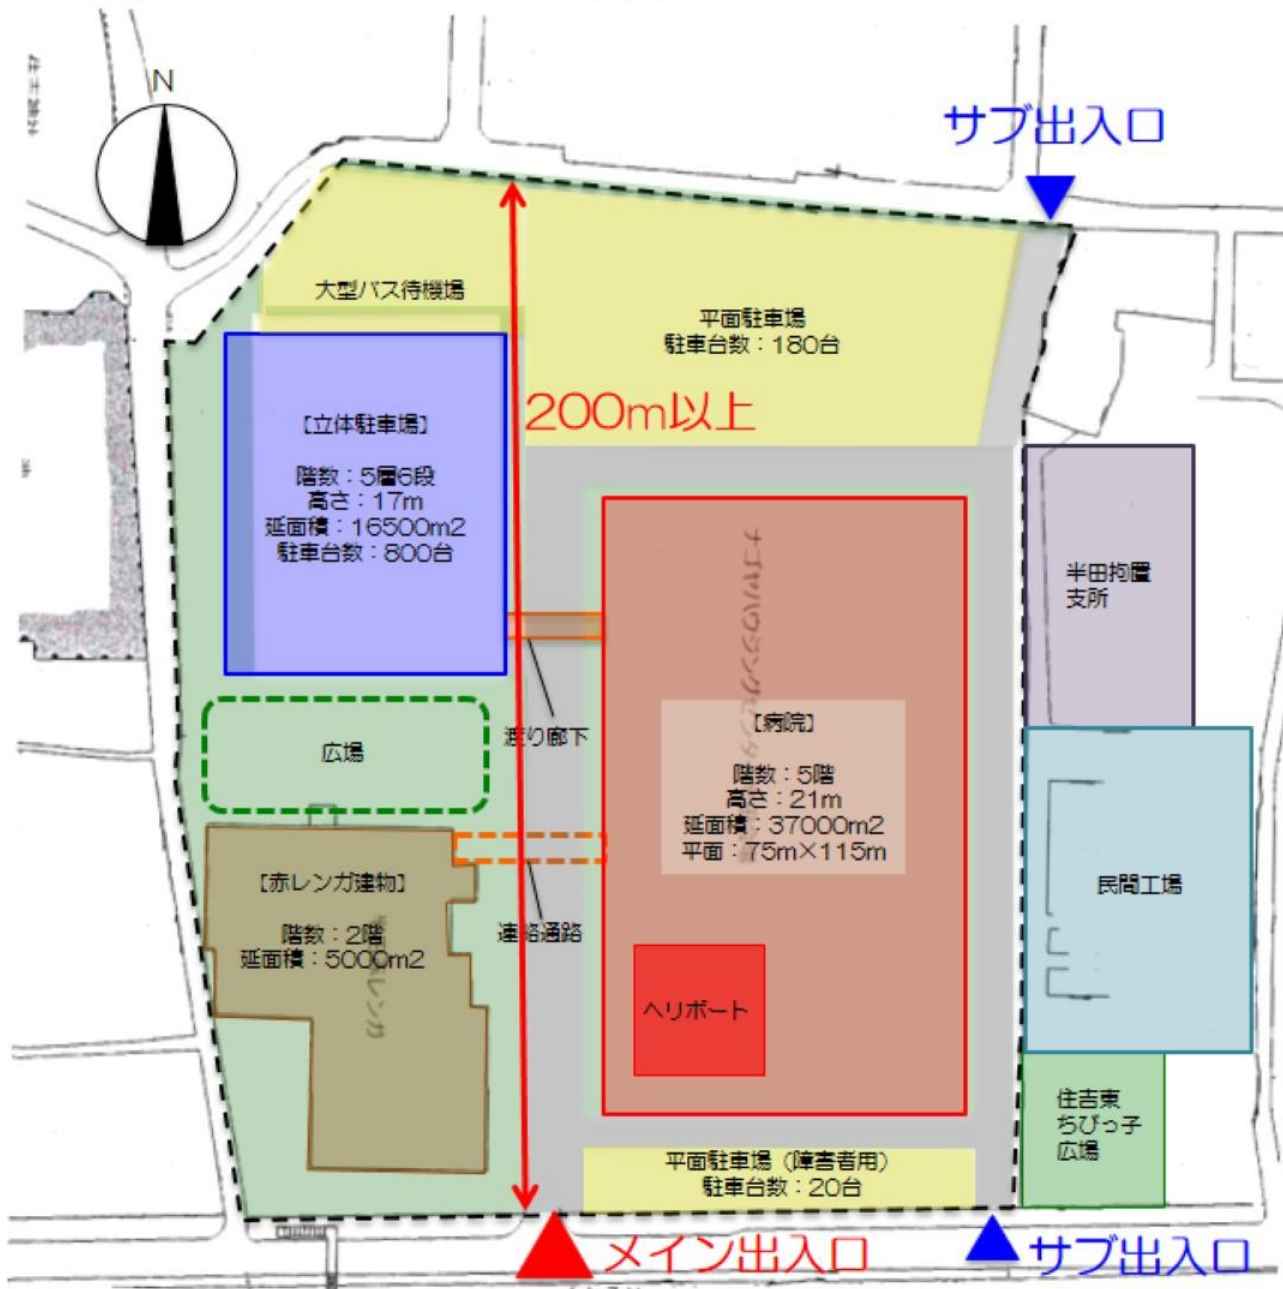 N
サブ出入口
大型バス待機場
平面駐車場
駐車台数：180台
200m以上
【立体駐車場】
階数：5層6段
高さ：17m
延面積：16500m2
駐車台数：800台
半田拘置
支所
渡り廊下
広場
【病院】
階数：5階
高さ：21m
延面積：37000m2
平面：75m×115m
民間工場
【赤レンガ建物】
階数：2階
延面積：5000m2
連絡通路
ヘリポート
住吉東
ちびっ子
広場
平面駐車場（障害者用）
駐車台数：20台
メイン出入口
サブ出入口